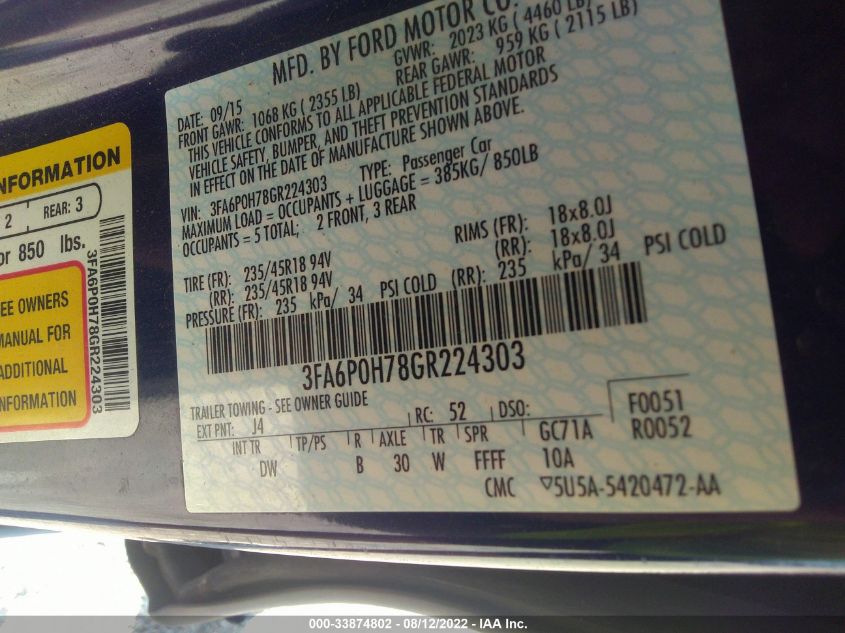 MFD. BY FORD MOTOR CO.
DATE: 09/15 GVWR: 2023 KG ( 4460 LB)
FRONT GAWR: 1068 KG ( 2355 LB) REAR GAWR: 959 KG ( 2115 LB)
THIS VEHICLE CONFORMS TO ALL APPLICABLE FEDERAL MOTOR
VEHICLE SAFETY, BUMPER, AND THEFT PREVENTION STANDARDS
IN EFFECT ON THE DATE OF MANUFACTURE SHOWN ABOVE.
VIN: 3FA6P0H78GR224303 TYPE: Passenger Car
MAXIMUM LOAD = OCCUPANTS + LUGGAGE = 385KG/ 850LB
OCCUPANTS = 5 TOTAL; 2 FRONT, 3 REAR
TIRE (FR): 235/45R18 94V RIMS (FR): 18x8.0J
(RR): 235/45R18 94V (RR): 18x8.0J
PRESSURE (FR): 235 kPa/ 34 PSI COLD (RR): 235 kPa/ 34 PSI COLD
3FA6P0H78GR224303
TRAILER TOWING - SEE OWNER GUIDE
EXT PNT: J4 RC: 52 DSO: F0051
INT TR TP/PS R AXLE TR SPR GC71A R0052
DW B 30 W FFFF 10A
CMC ▽5U5A-5420472-AA
NFORMATION
2 REAR: 3
or 850 lbs.
EE OWNERS
MANUAL FOR
ADDITIONAL
INFORMATION
3FA6P0H78GR224303
000-33874802 - 08/12/2022 - IAA Inc.